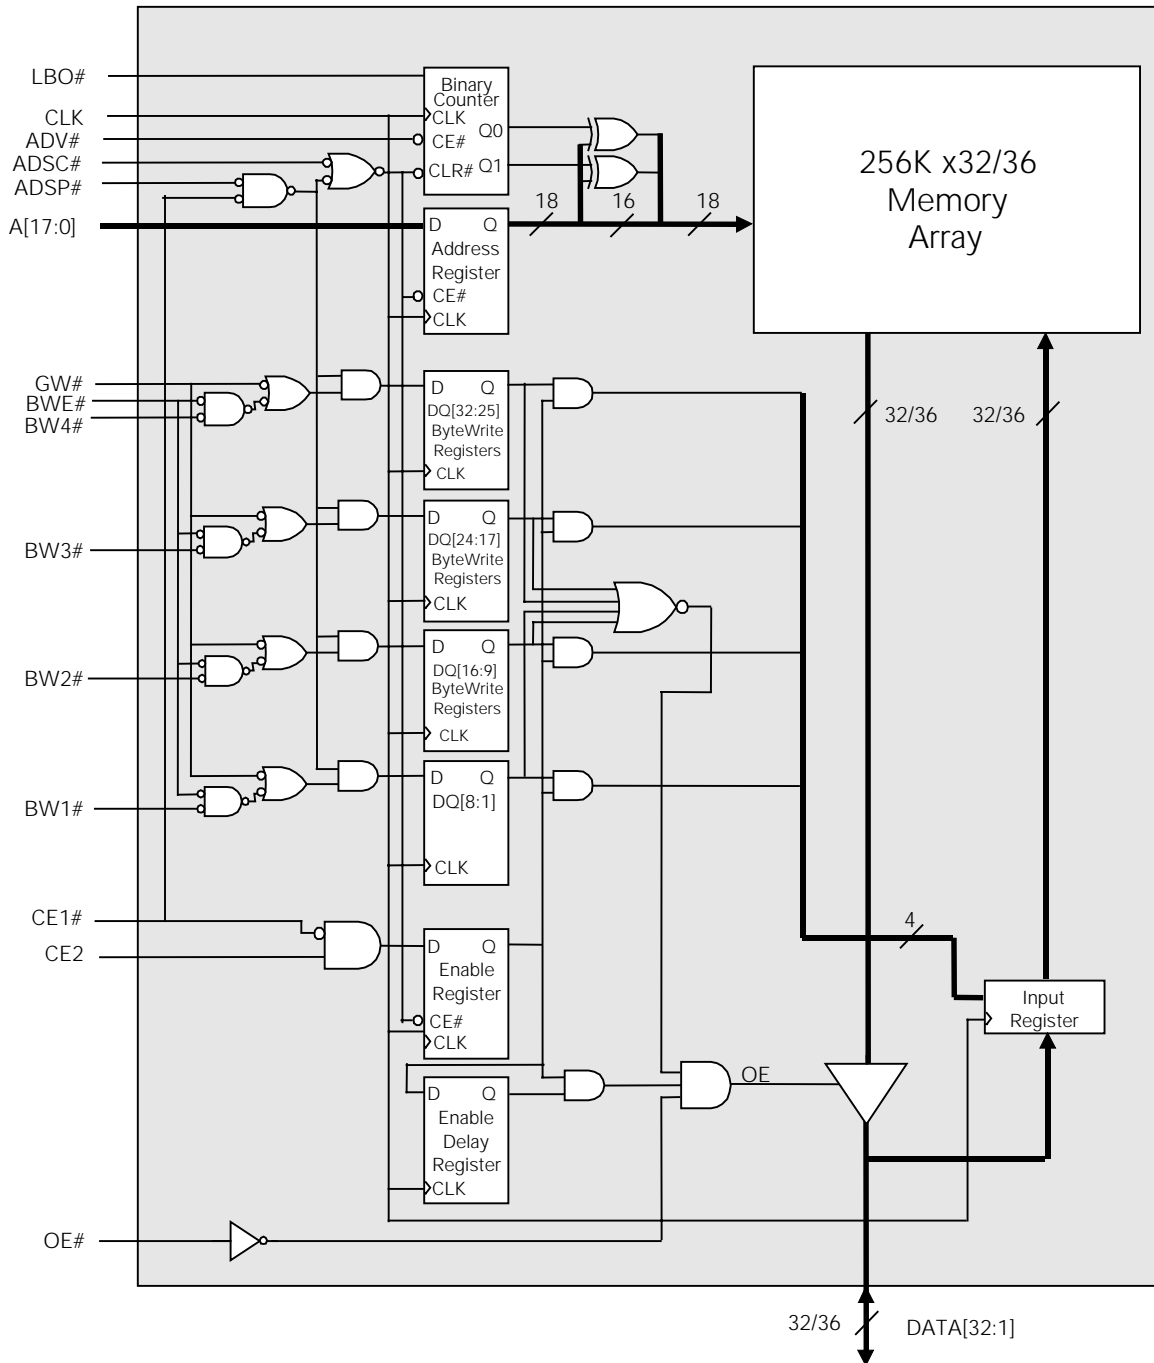 LBO#
CLK
ADV#
ADSC#
ADSP#
A[17:0]
Binary
Counter
CLK
CE#
CLR#
Q0
Q1
D Q
Address
Register
CE#
CLK
18
16
18
256K x32/36
Memory
Array
GW#
BWE#
BW4#
D Q
DQ[32:25]
ByteWrite
Registers
CLK
32/36
32/36
BW3#
D Q
DQ[24:17]
ByteWrite
Registers
CLK
BW2#
D Q
DQ[16:9]
ByteWrite
Registers
CLK
BW1#
D Q
DQ[8:1]
CLK
CE1#
CE2
D Q
Enable
Register
CE#
CLK
4
Input
Register
D Q
Enable
Delay
Register
CLK
OE
OE#
32/36
DATA[32:1]